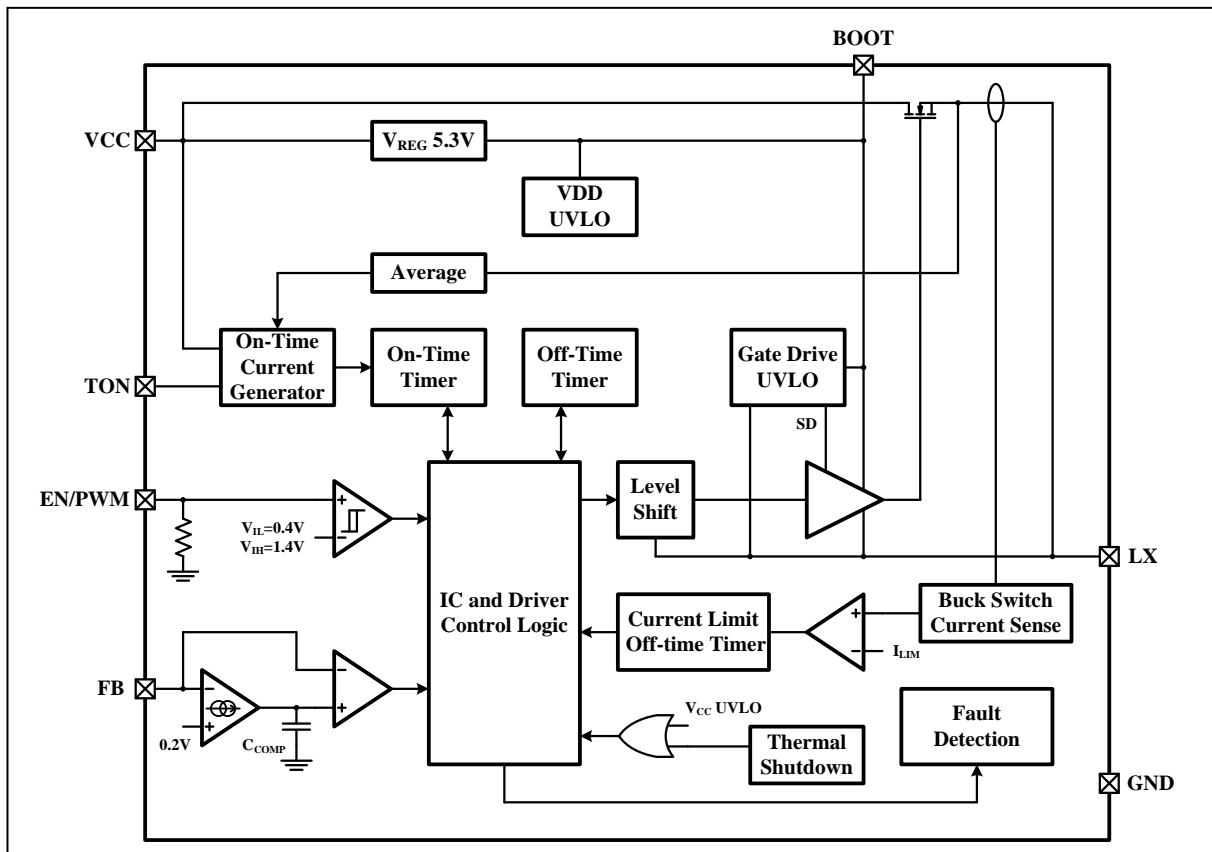 BOOT
VCC
V_REG 5.3V
VDD
UVLO
Average
On-Time
Current
Generator
On-Time
Timer
Off-Time
Timer
Gate Drive
UVLO
TON
SD
EN/PWM
+
−
V_IL=0.4V
V_IH=1.4V
Level
Shift
LX
IC and Driver
Control Logic
Current Limit
Off-time Timer
+
−
I_LIM
Buck Switch
Current Sense
FB
−
+
0.2V
C_COMP
−
+
V_CC UVLO
Thermal
Shutdown
Fault
Detection
GND